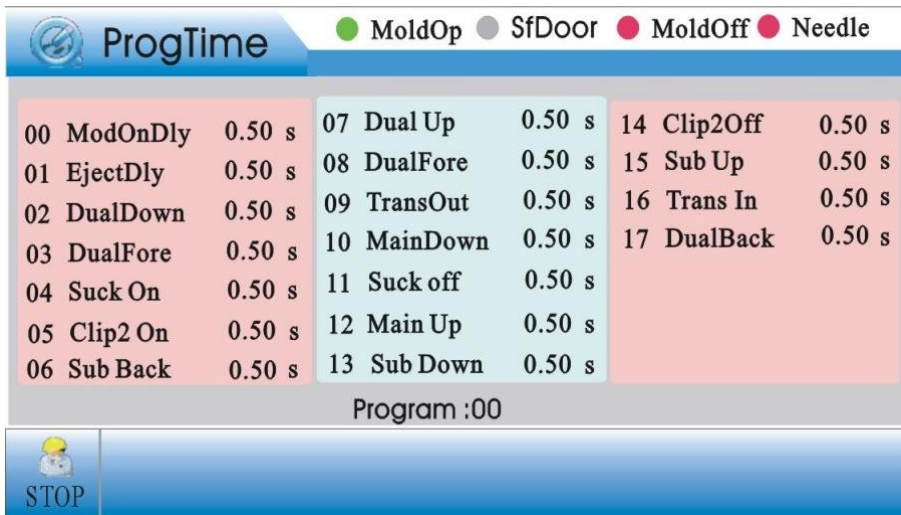 ProgTime
MoldOp SfDoor MoldOff Needle
00 ModOnDly 0.50 s
01 EjectDly 0.50 s
02 DualDown 0.50 s
03 DualFore 0.50 s
04 Suck On 0.50 s
05 Clip2 On 0.50 s
06 Sub Back 0.50 s
07 Dual Up 0.50 s
08 DualFore 0.50 s
09 TransOut 0.50 s
10 MainDown 0.50 s
11 Suck off 0.50 s
12 Main Up 0.50 s
13 Sub Down 0.50 s
14 Clip2Off 0.50 s
15 Sub Up 0.50 s
16 Trans In 0.50 s
17 DualBack 0.50 s
Program :00
STOP